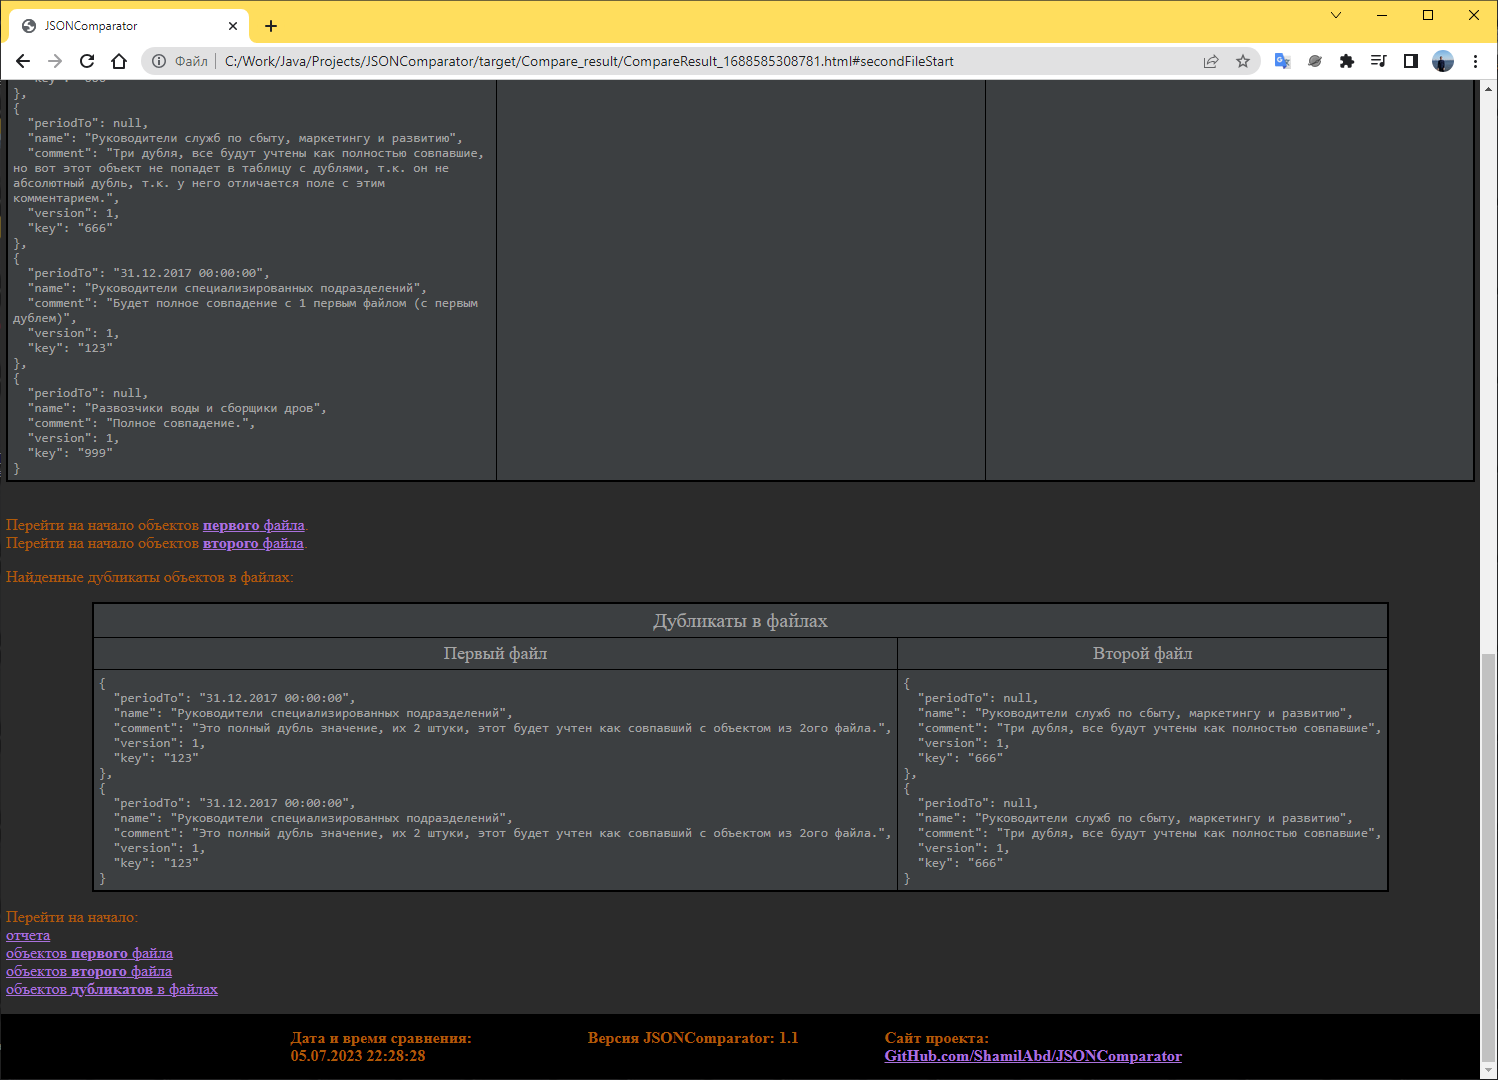 JSONComparator
Файл
C:/Work/Java/Projects/JSONComparator/target/Compare_result/CompareResult_1688585308781.html#secondFileStart
},
{
"periodTo": null,
"name": "Руководители служб по сбыту, маркетингу и развитию",
"comment": "Три дубля, все будут учтены как полностью совпавшие,
но вот этот объект не попадет в таблицу с дублями, т.к. он не
абсолютный дубль, т.к. у него отличается поле с этим
комментарием.",
"version": 1,
"key": "666"
},
{
"periodTo": "31.12.2017 00:00:00",
"name": "Руководители специализированных подразделений",
"comment": "Будет полное совпадение с 1 первым файлом (с первым
дублем)",
"version": 1,
"key": "123"
},
{
"periodTo": null,
"name": "Развозчики воды и сборщики дров",
"comment": "Полное совпадение.",
"version": 1,
"key": "999"
}
Перейти на начало объектов первого файла.
Перейти на начало объектов второго файла.
Найденные дубликаты объектов в файлах:
Дубликаты в файлах
Первый файл
Второй файл
{
"periodTo": "31.12.2017 00:00:00",
"name": "Руководители специализированных подразделений",
"comment": "Это полный дубль значение, их 2 штуки, этот будет учтен как совпавший с объектом из 2ого файла.",
"version": 1,
"key": "123"
},
{
"periodTo": "31.12.2017 00:00:00",
"name": "Руководители специализированных подразделений",
"comment": "Это полный дубль значение, их 2 штуки, этот будет учтен как совпавший с объектом из 2ого файла.",
"version": 1,
"key": "123"
}
{
"periodTo": null,
"name": "Руководители служб по сбыту, маркетингу и развитию",
"comment": "Три дубля, все будут учтены как полностью совпавшие",
"version": 1,
"key": "666"
},
{
"periodTo": null,
"name": "Руководители служб по сбыту, маркетингу и развитию",
"comment": "Три дубля, все будут учтены как полностью совпавшие",
"version": 1,
"key": "666"
}
Перейти на начало:
отчета
объектов первого файла
объектов второго файла
объектов дубликатов в файлах
Дата и время сравнения:
05.07.2023 22:28:28
Версия JSONComparator: 1.1
Сайт проекта:
GitHub.com/ShamilAbd/JSONComparator